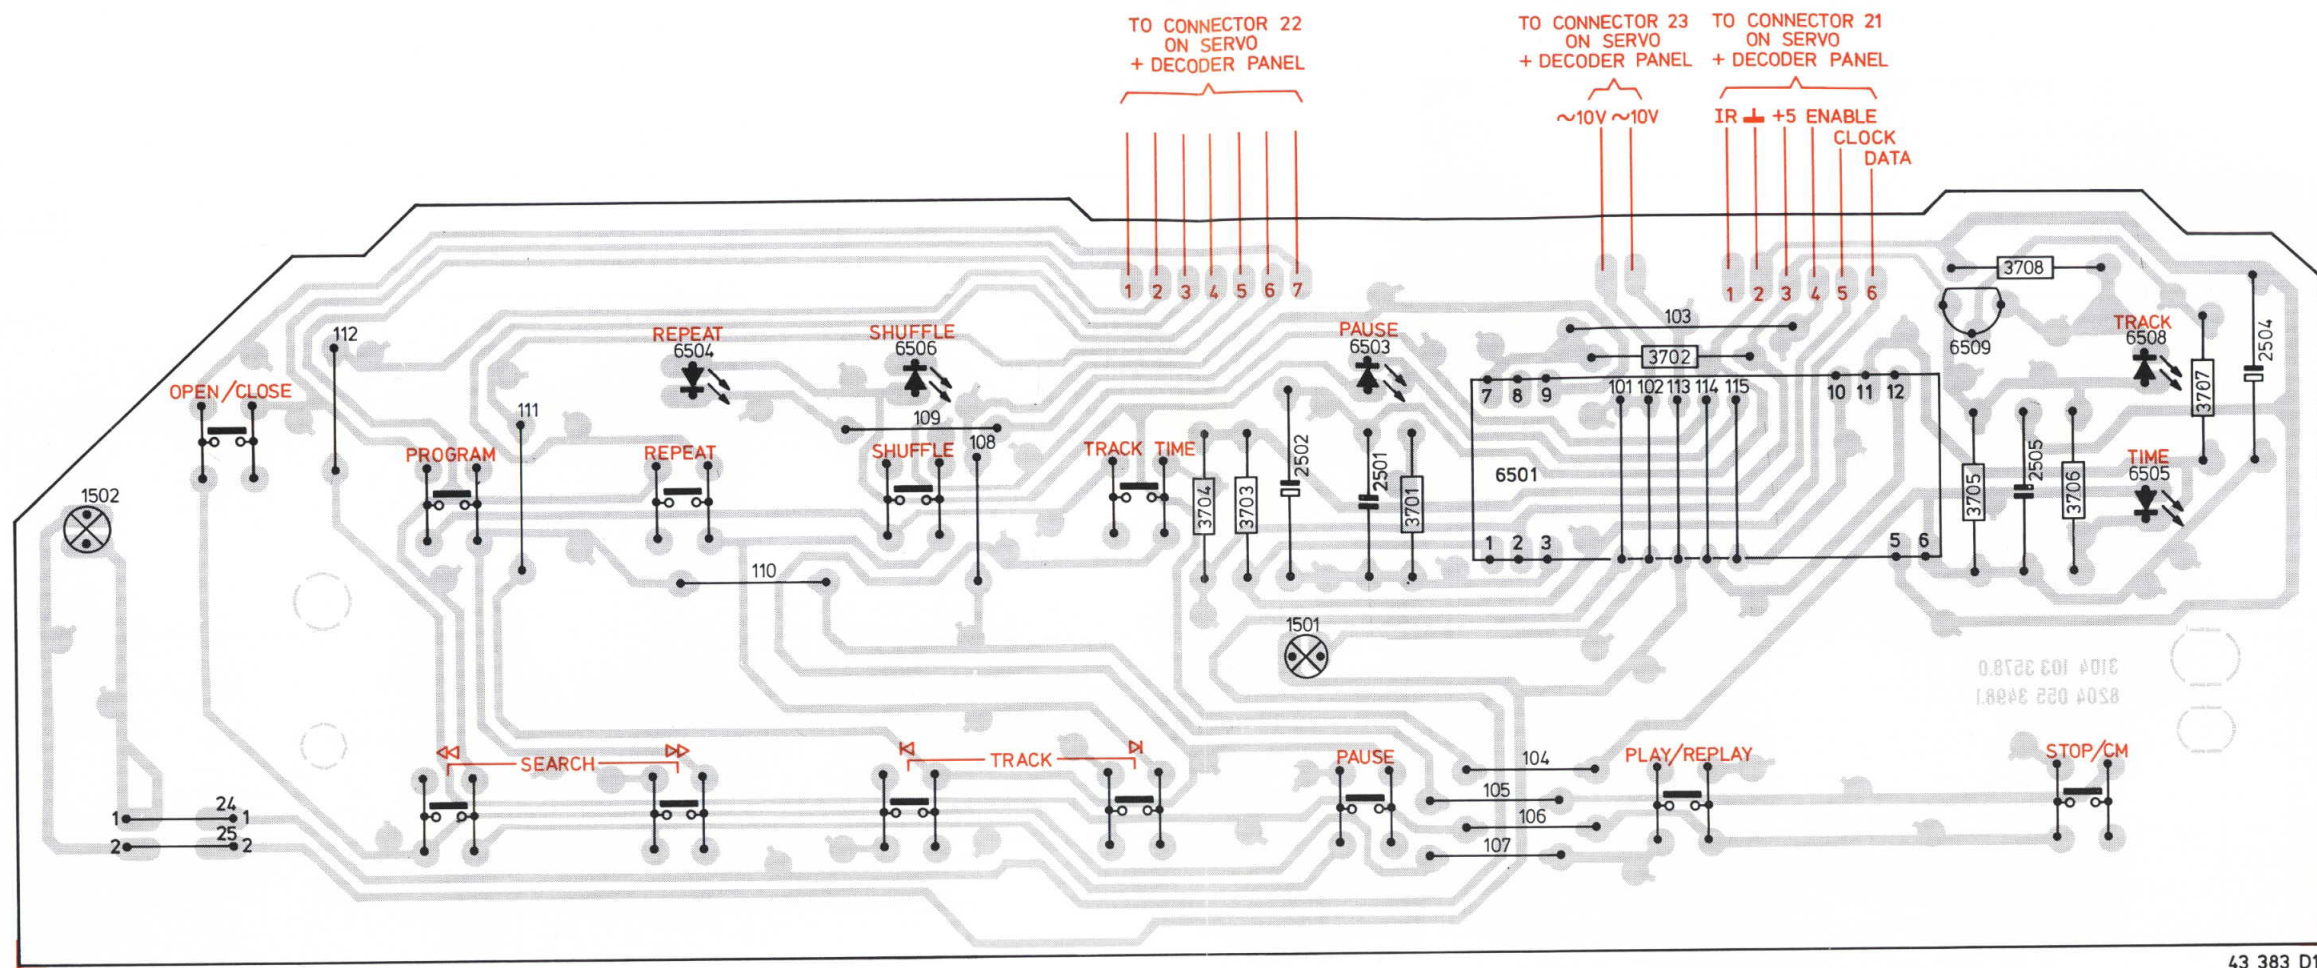 TO CONNECTOR 22
ON SERVO
+ DECODER PANEL
TO CONNECTOR 23
ON SERVO
+ DECODER PANEL
TO CONNECTOR 21
ON SERVO
+ DECODER PANEL
~10V ~10V
IR +5 ENABLE
CLOCK
DATA
1 2 3 4 5 6 7
1 2 3 4 5 6
3708
6509
112
REPEAT
6504
SHUFFLE
6506
PAUSE
6503
103
3702
TRACK
6508
3707
2504
OPEN/CLOSE
111
109
108
7 8 9
101 102 113 114 115
10 11 12
PROGRAM
REPEAT
SHUFFLE
TRACK TIME
3704
3703
2502
2501
3701
6501
3705
2505
3706
TIME
6505
1502
1 2 3
5 6
110
1501
3104 103 3578.0
8204 055 3498.1
SEARCH
TRACK
PAUSE
104
105
106
107
PLAY/REPLAY
STOP/CM
1 24 1
2 25 2
43 383 D1